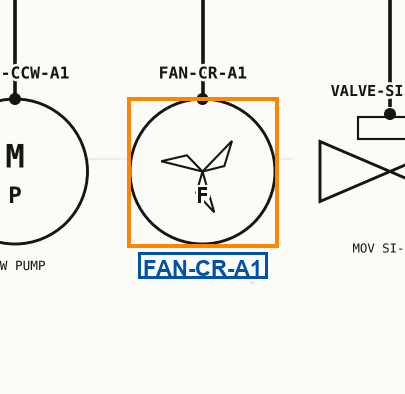 -CCW-A1
FAN-CR-A1
VALVE-SI
M
P
F
W PUMP
FAN-CR-A1
MOV SI-